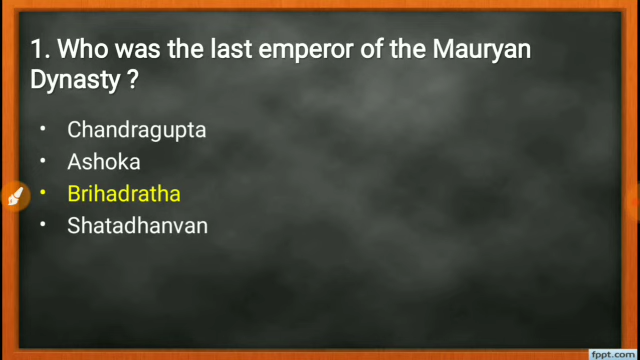 1. Who was the last emperor of the Mauryan
Dynasty ?
• Chandragupta
• Ashoka
• Brihadratha
• Shatadhanvan
fppt.com